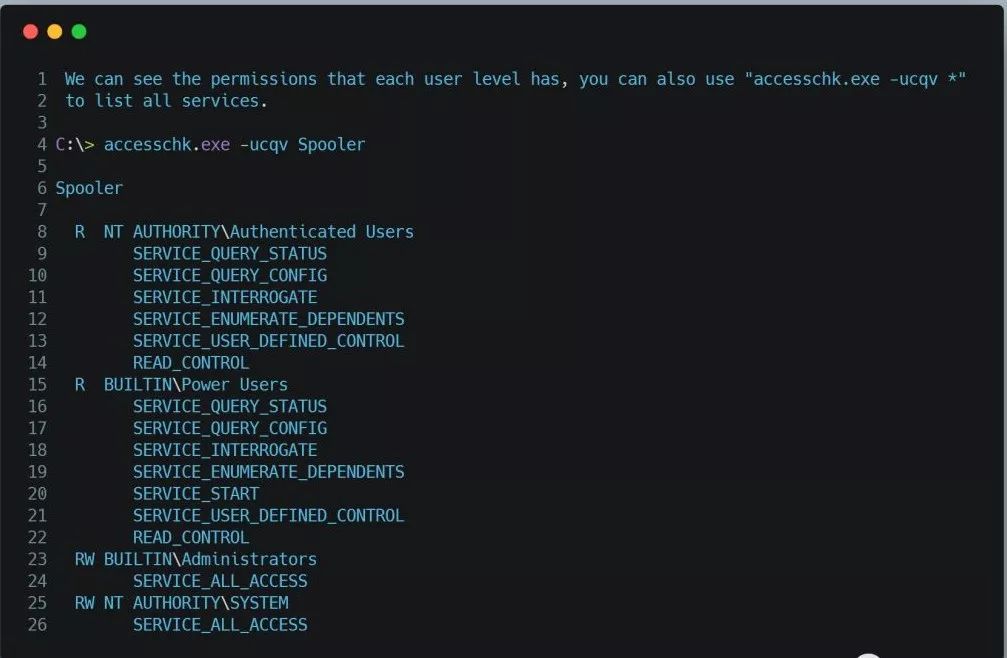 1 We can see the permissions that each user level has, you can also use "accesschk.exe -ucqv *"
2 to list all services.
3
4 C:\> accesschk.exe -ucqv Spooler
5
6 Spooler
7
8 R NT AUTHORITY\Authenticated Users
9 SERVICE_QUERY_STATUS
10 SERVICE_QUERY_CONFIG
11 SERVICE_INTERROGATE
12 SERVICE_ENUMERATE_DEPENDENTS
13 SERVICE_USER_DEFINED_CONTROL
14 READ_CONTROL
15 R BUILTIN\Power Users
16 SERVICE_QUERY_STATUS
17 SERVICE_QUERY_CONFIG
18 SERVICE_INTERROGATE
19 SERVICE_ENUMERATE_DEPENDENTS
20 SERVICE_START
21 SERVICE_USER_DEFINED_CONTROL
22 READ_CONTROL
23 RW BUILTIN\Administrators
24 SERVICE_ALL_ACCESS
25 RW NT AUTHORITY\SYSTEM
26 SERVICE_ALL_ACCESS